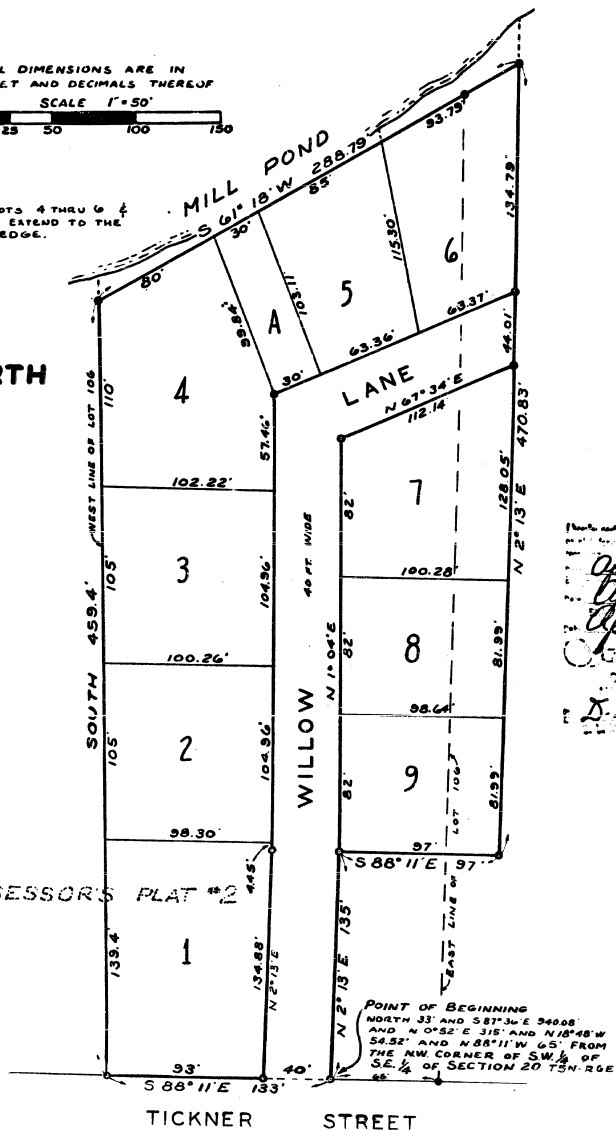 L DIMENSIONS ARE IN
ET AND DECIMALS THEREOF
SCALE 1"=50'
25 50 100 150
OTS 4 THRU 6 &
EXTEND TO THE
EDGE.
MILL POND
S 61° 18' W 288.79'
80' 30' 85' 93.79'
RTH
4
A
5
6
99.84'
103.11'
115.30'
134.79'
30' 63.36' 63.37'
44.01'
LANE
N 67° 34' E
112.14
WEST LINE OF LOT 106
110'
57.46'
102.22'
3
105'
104.96'
100.26'
SOUTH 459.4'
2
105'
104.96'
98.30'
4.45'
ESSOR'S PLAT #2
1
139.4'
134.88'
N 2° 13' E
93'
S 88° 11' E 133'
40'
WILLOW
40 FT. WIDE
N 1° 04' E
7
82'
128.05'
N 2° 13' E 470.83'
100.28'
8
82'
81.99'
98.64'
9
82'
81.99'
97'
S 88° 11' E 97'
EAST LINE OF LOT 106
N 2° 13' E 135'
POINT OF BEGINNING
NORTH 33' AND S87°36'E 940.08'
AND N 0°52'E 315' AND N18°48'W
54.52' AND N88°11'W 65' FROM
THE N.W. CORNER OF S.W. 1/4 OF
S.E. 1/4 OF SECTION 20 T5N-RGE
65'
TICKNER STREET